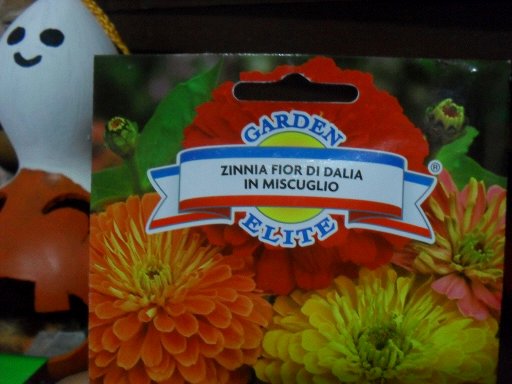 GARDEN
®
ZINNIA FIOR DI DALIA
IN MISCUGLIO
ELITE